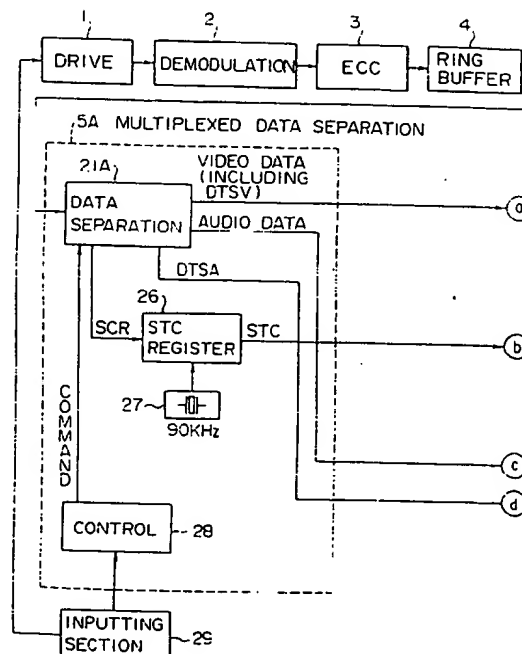 1
2
3
4
DRIVE
DEMODULATION
ECC
RING
BUFFER
5A MULTIPLEXED DATA SEPARATION
21A
VIDEO DATA
(INCLUDING
DTSV)
a
DATA
SEPARATION
AUDIO DATA
DTSA
26
SCR
STC
REGISTER
STC
b
27
90KHz
COMMAND
c
d
CONTROL
28
INPUTTING
SECTION
29